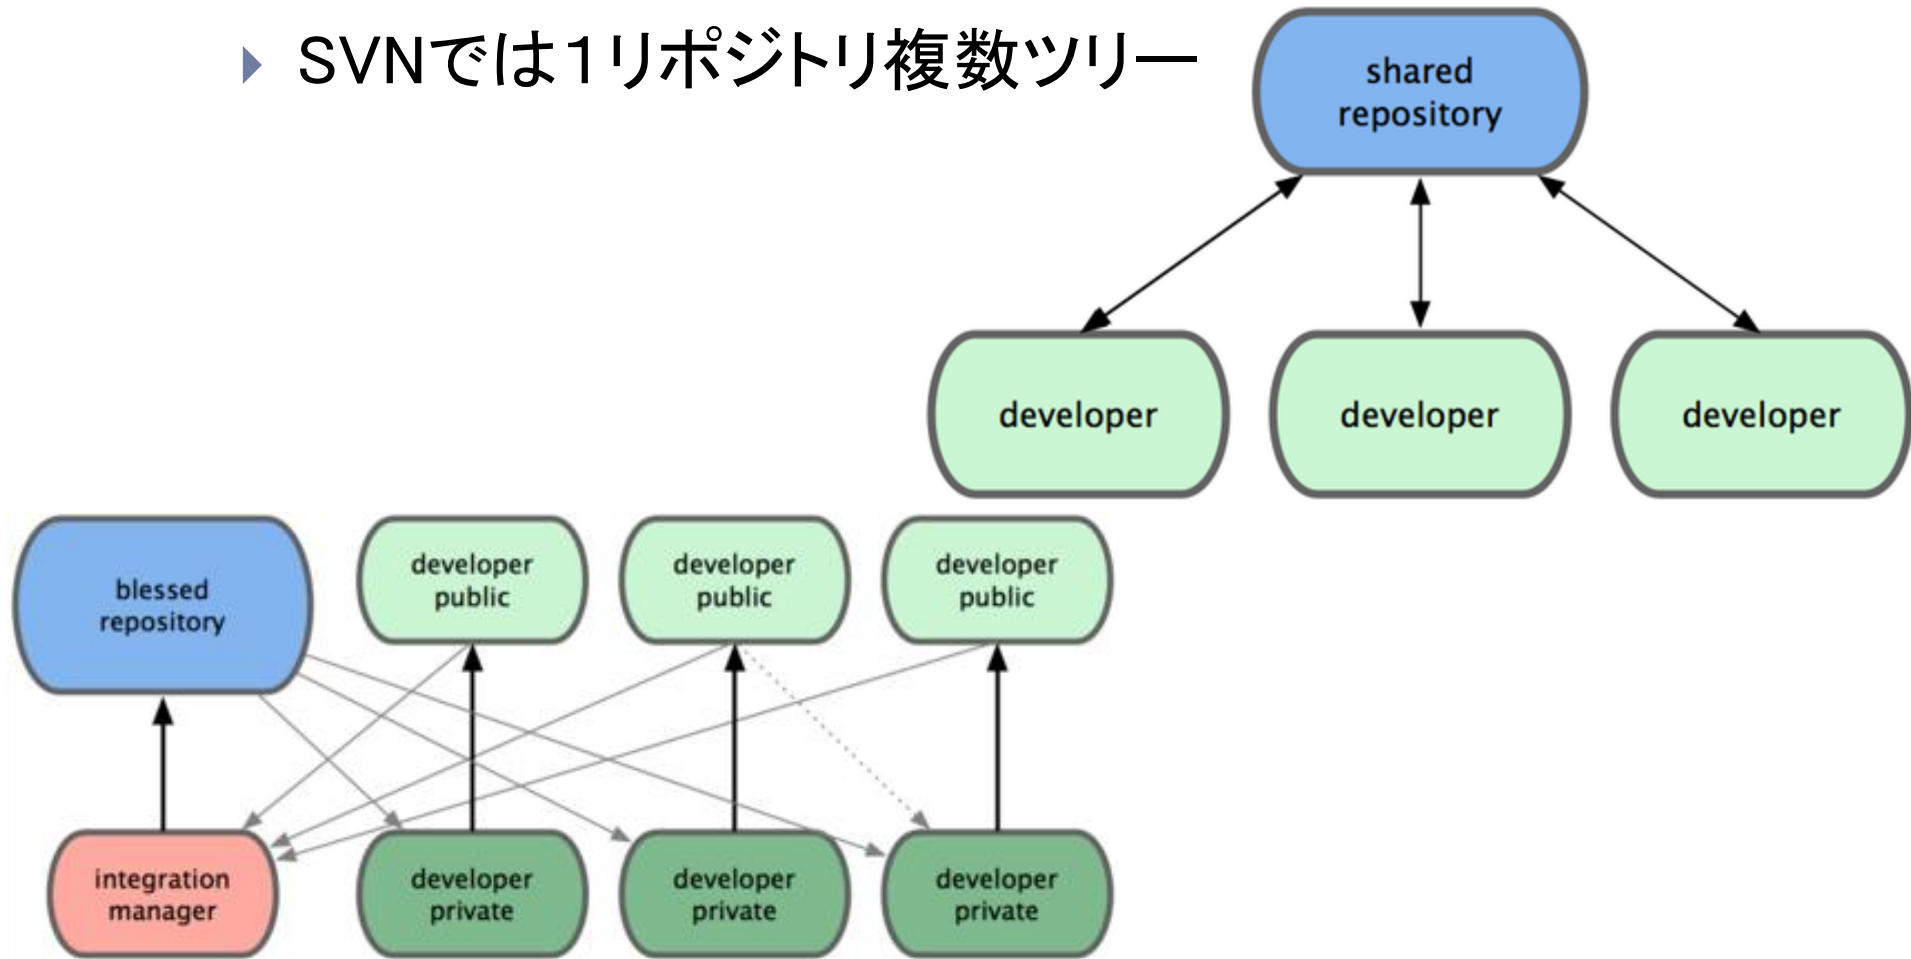 SVNでは１リポジトリ複数ツリー
shared
repository
developer
developer
developer
blessed
repository
developer
public
developer
public
developer
public
integration
manager
developer
private
developer
private
developer
private